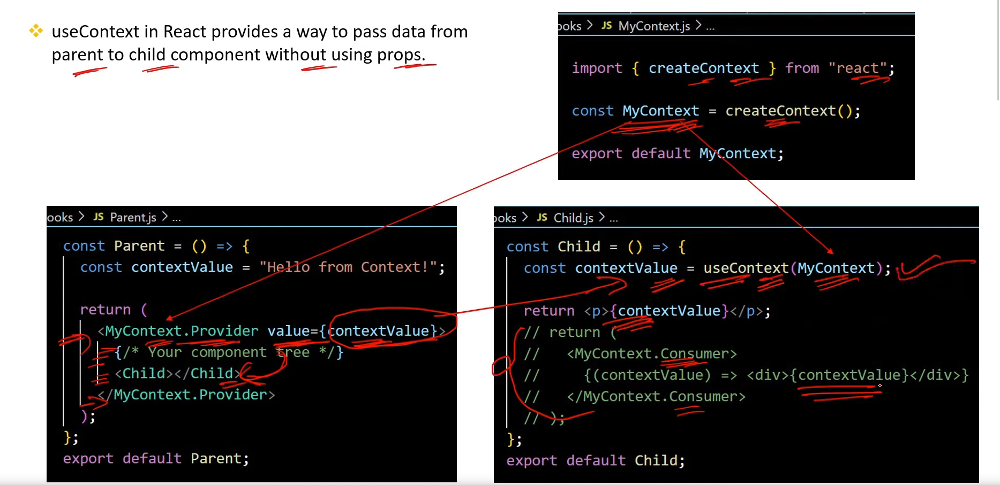 useContext in React provides a way to pass data from
parent to child component without using props.
ooks > JS MyContext.js > ...
import { createContext } from "react";
const MyContext = createContext();
export default MyContext;
ooks > JS Parent.js > ...
const Parent = () => {
const contextValue = "Hello from Context!";
return (
<MyContext.Provider value={contextValue}>
{/* Your component tree */}
<Child></Child>
</MyContext.Provider>
);
};
export default Parent;
ooks > JS Child.js > ...
const Child = () => {
const contextValue = useContext(MyContext);
return <p>{contextValue}</p>;
// return (
//   <MyContext.Consumer>
//     {(contextValue) => <div>{contextValue}</div>}
//   </MyContext.Consumer>
// );
};
export default Child;